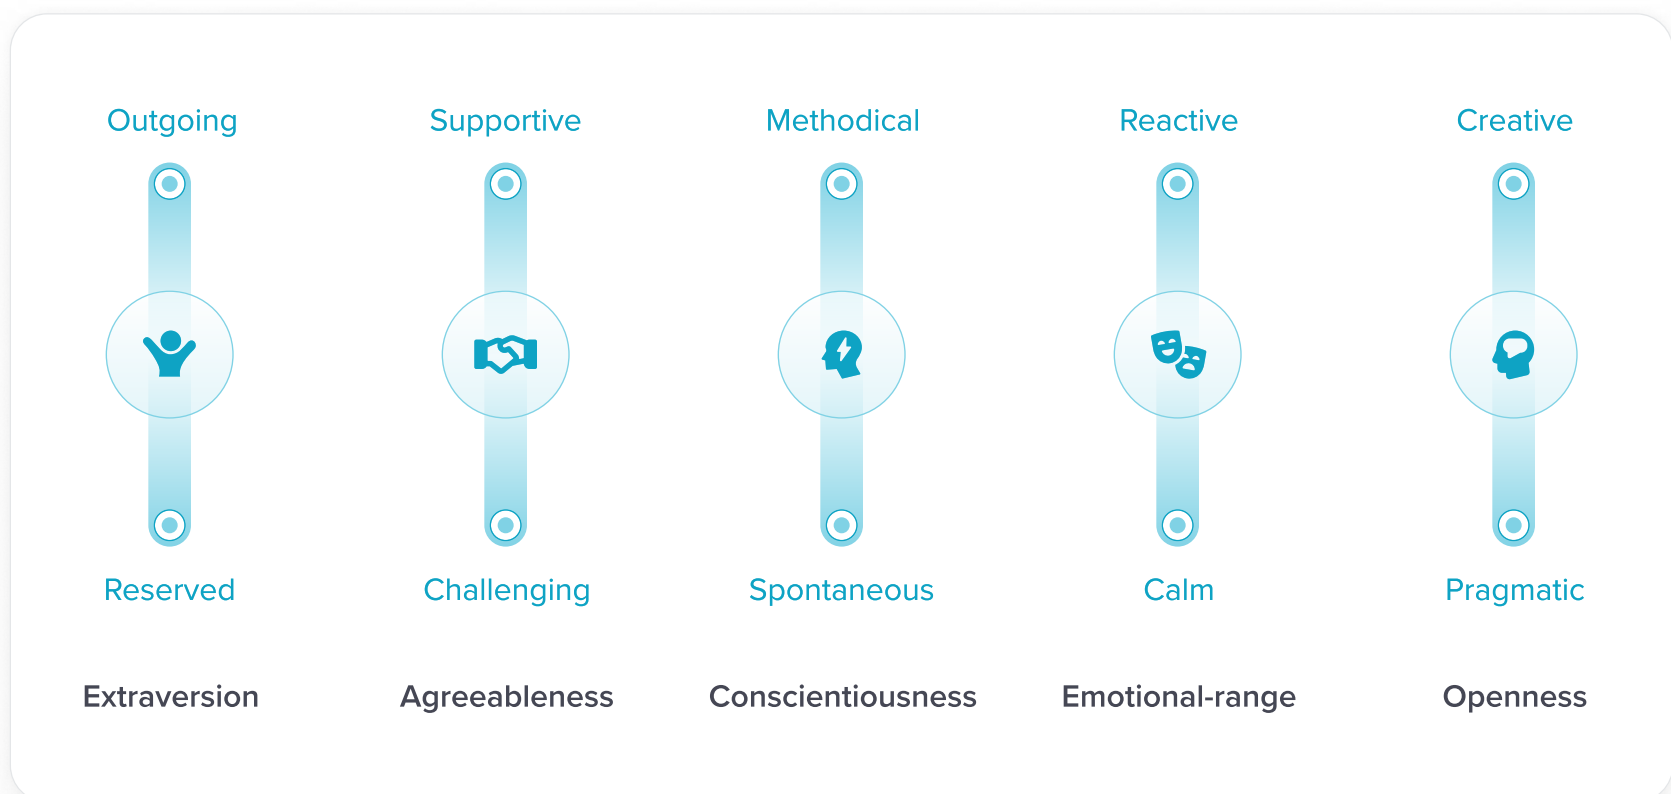 Outgoing
Supportive
Methodical
Reactive
Creative
Reserved
Challenging
Spontaneous
Calm
Pragmatic
Extraversion
Agreeableness
Conscientiousness
Emotional-range
Openness